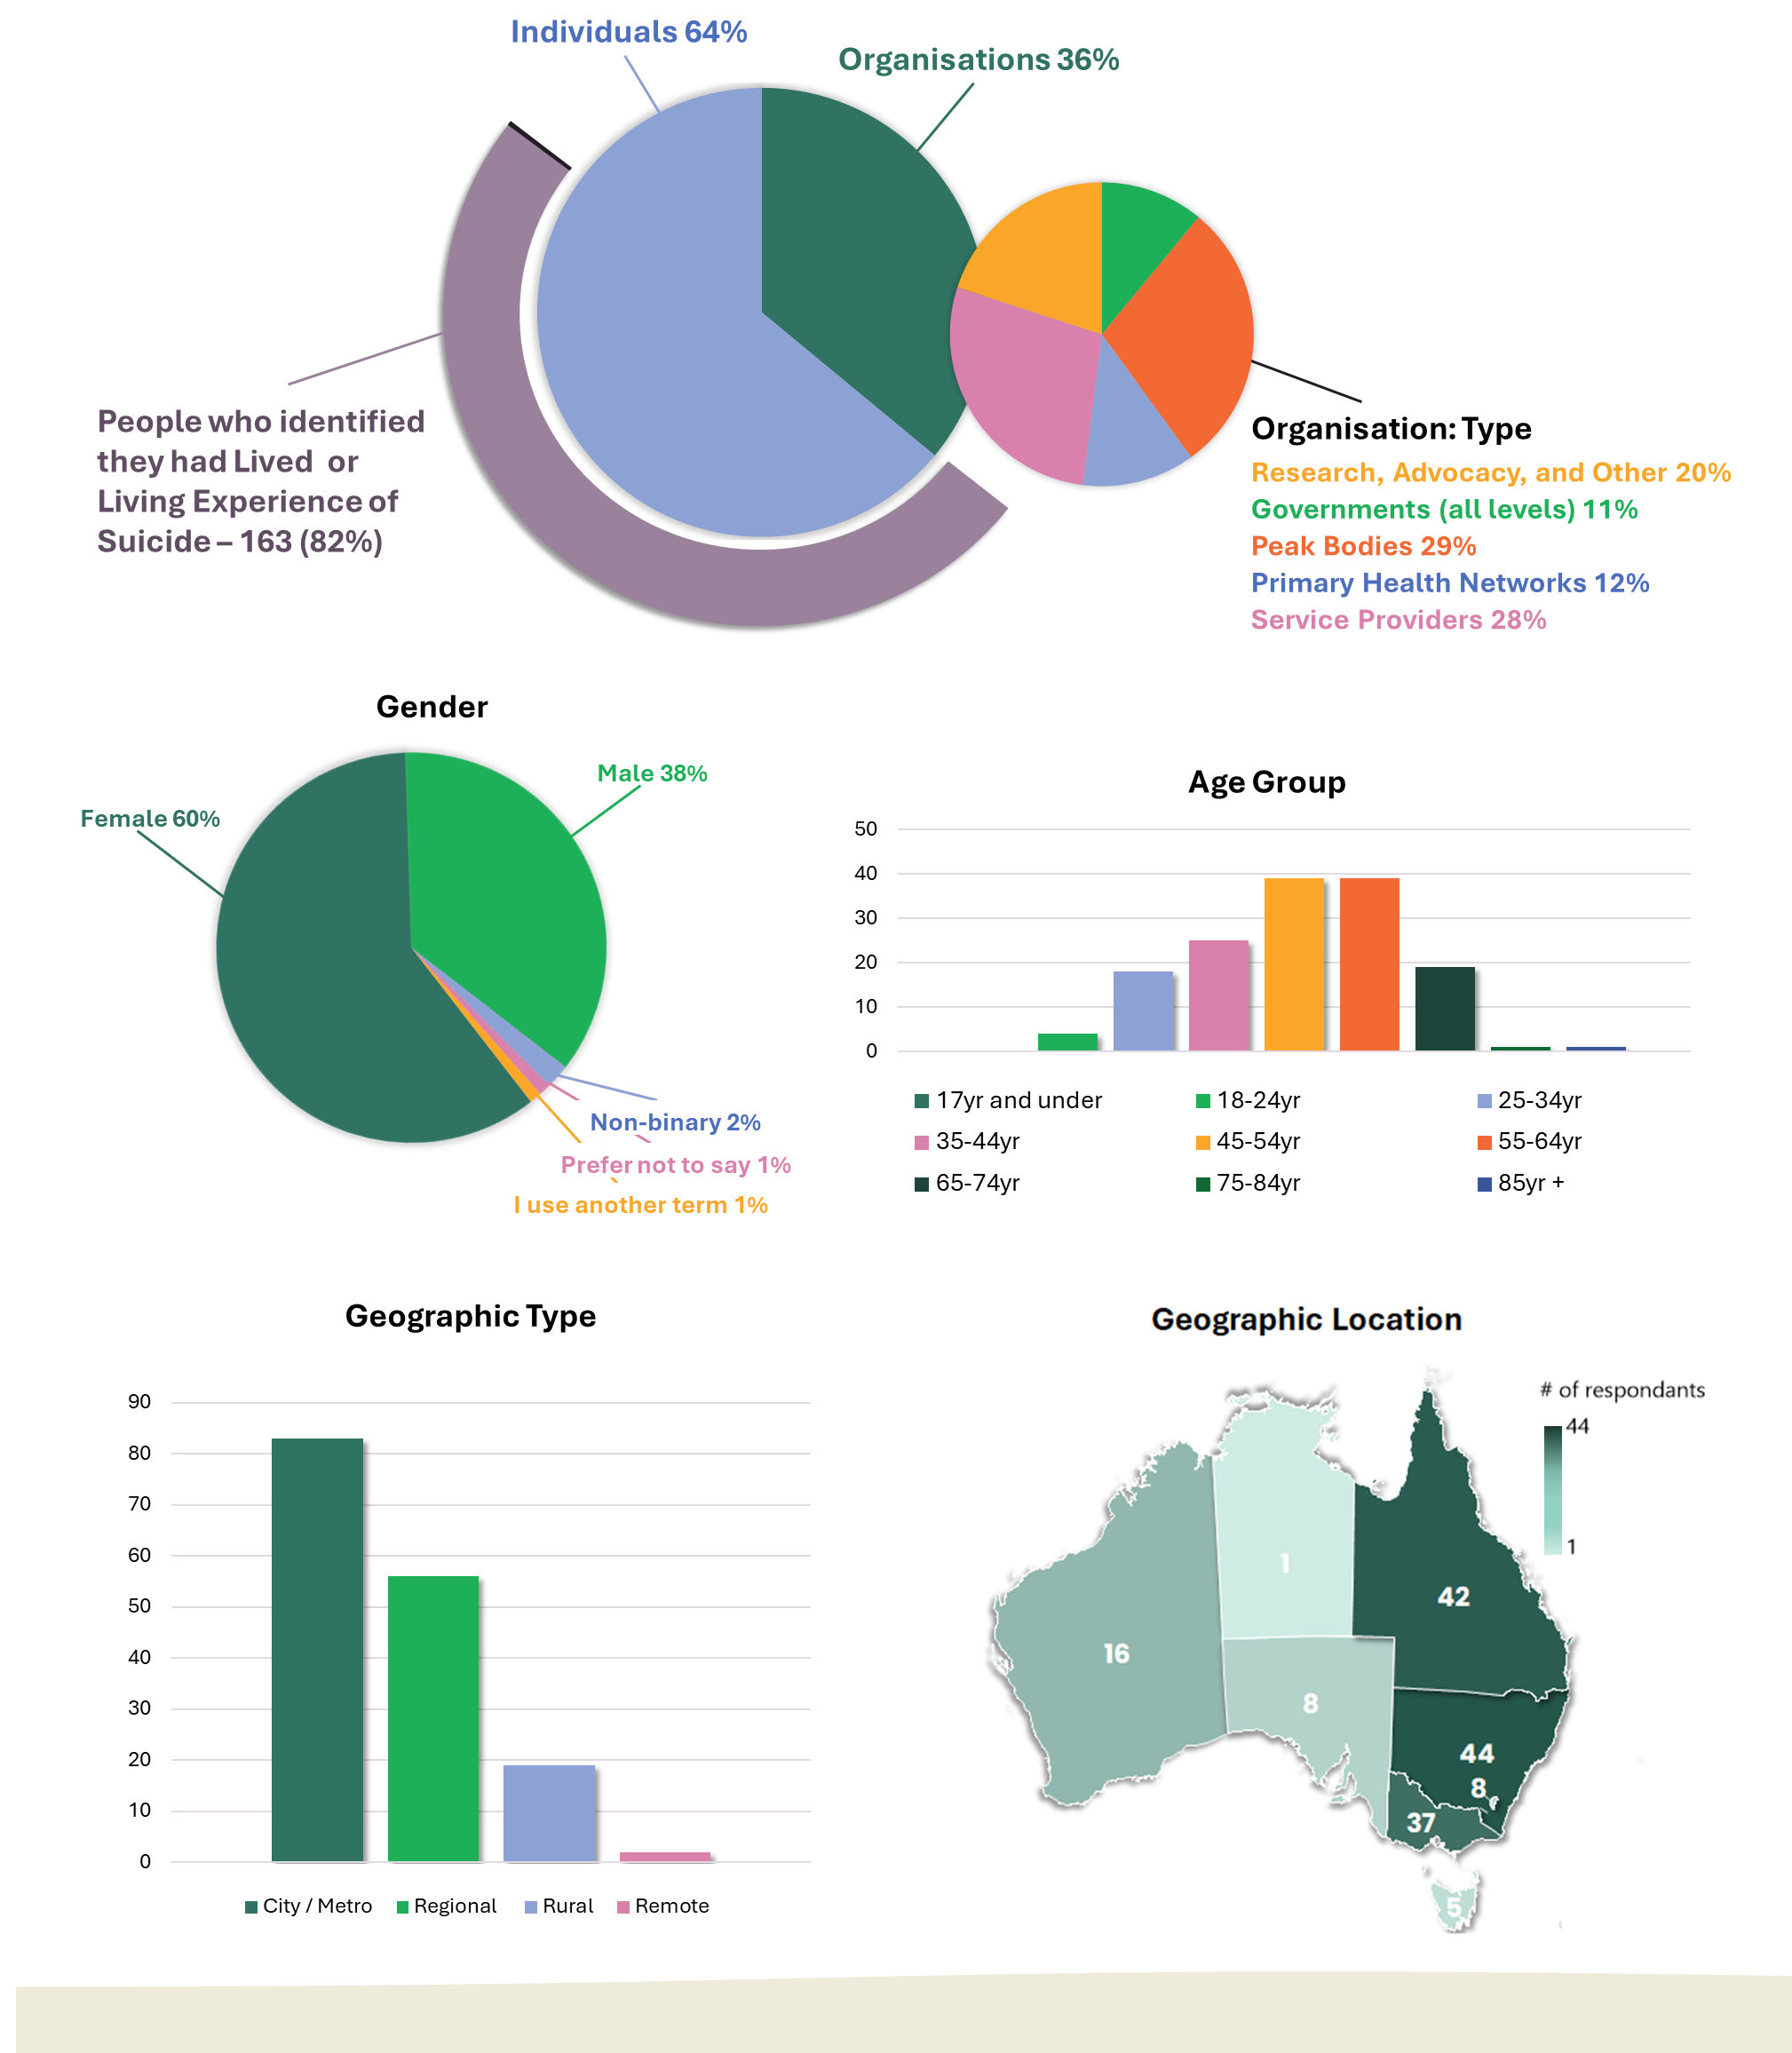 Individuals 64%
Organisations 36%
People who identified
they had Lived or
Living Experience of
Suicide – 163 (82%)
Organisation: Type
Research, Advocacy, and Other 20%
Governments (all levels) 11%
Peak Bodies 29%
Primary Health Networks 12%
Service Providers 28%
Gender
Female 60%
Male 38%
Non-binary 2%
Prefer not to say 1%
I use another term 1%
Age Group
50
40
30
20
10
0
17yr and under
18-24yr
25-34yr
35-44yr
45-54yr
55-64yr
65-74yr
75-84yr
85yr +
Geographic Type
90
80
70
60
50
40
30
20
10
0
City / Metro
Regional
Rural
Remote
Geographic Location
# of respondants
44
1
1
42
16
8
44
8
37
5